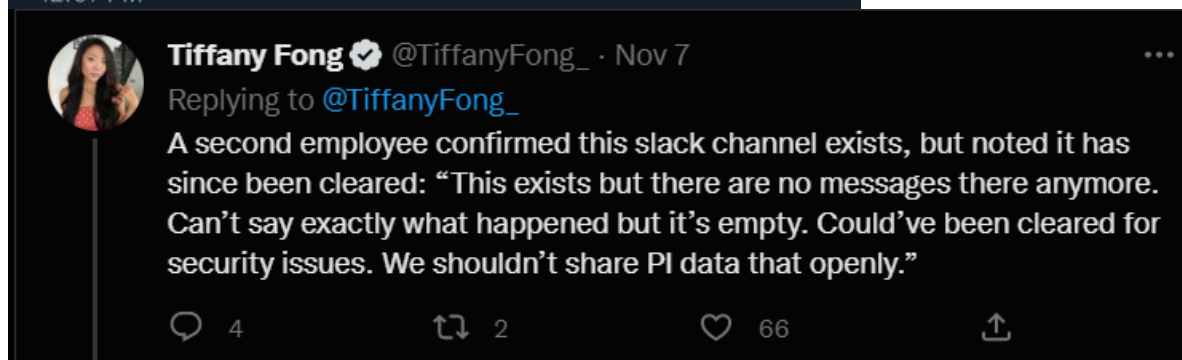 Tiffany Fong @TiffanyFong_ · Nov 7
Replying to @TiffanyFong_
A second employee confirmed this slack channel exists, but noted it has
since been cleared: “This exists but there are no messages there anymore.
Can’t say exactly what happened but it’s empty. Could’ve been cleared for
security issues. We shouldn’t share PI data that openly.”
4 2 66